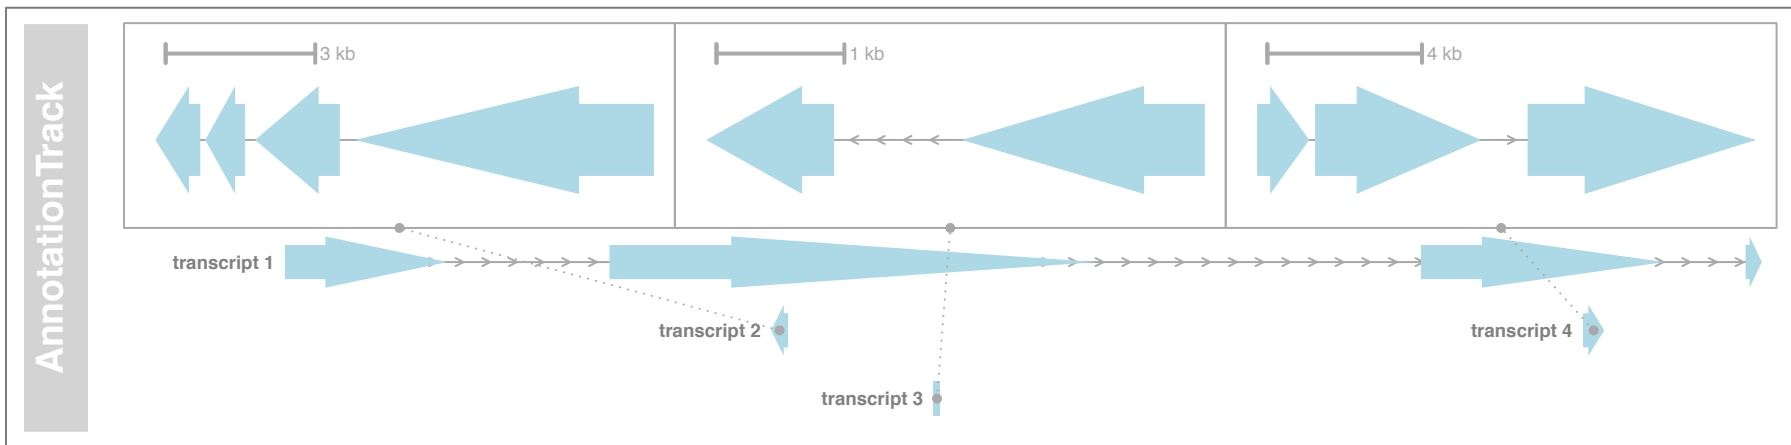 AnnotationTrack
3 kb
1 kb
4 kb
transcript 1
transcript 2
transcript 4
transcript 3